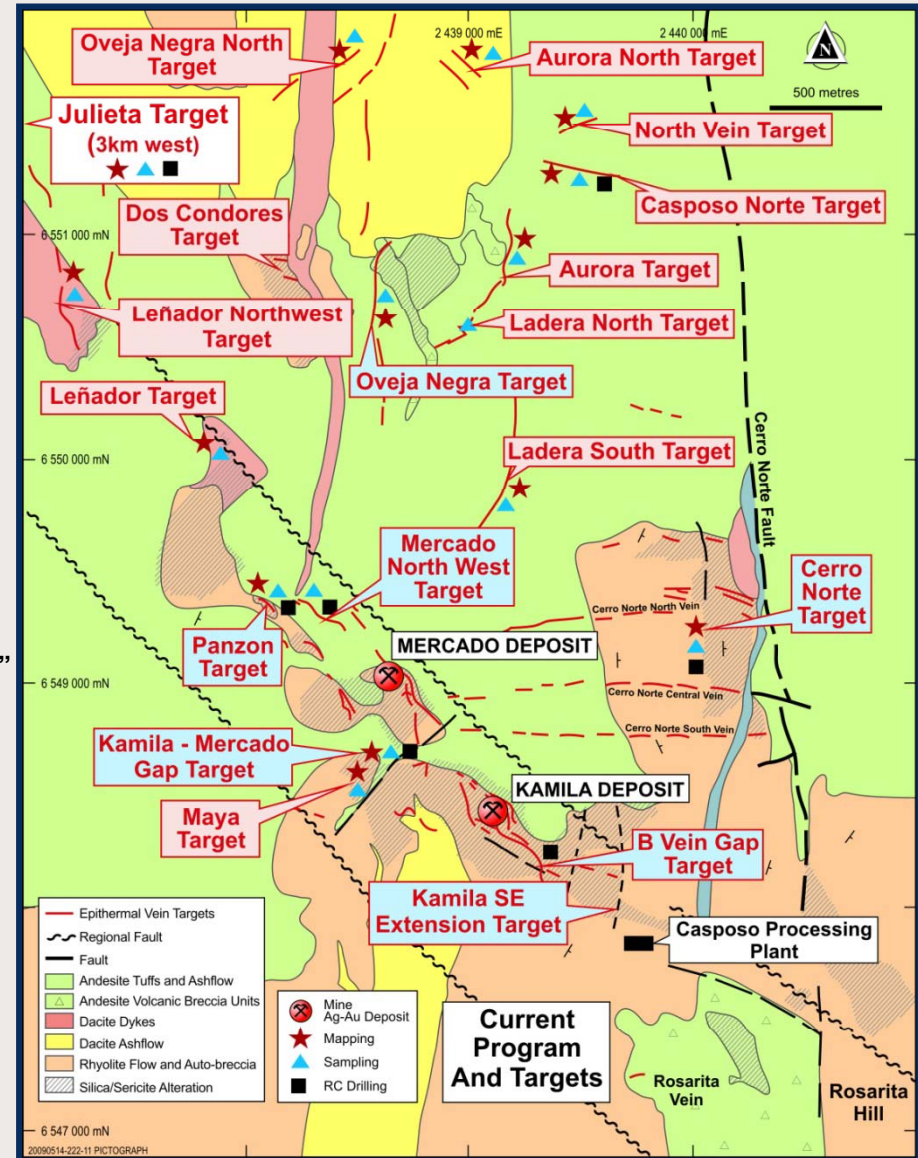 2 439 000 mE
2 440 000 mE
N
500 metres
Oveja Negra North
Target
Aurora North Target
Julieta Target
(3km west)
North Vein Target
Casposo Norte Target
Dos Condores
Target
6 551 000 mN
Aurora Target
Leñador Northwest
Target
Ladera North Target
Oveja Negra Target
Leñador Target
Cerro Norte Fault
6 550 000 mN
Ladera South Target
Mercado
North West
Target
Cerro
Norte
Target
Cerro Norte North Vein
Panzon
Target
MERCADO DEPOSIT
”
6 549 000 mN
Cerro Norte Central Vein
Cerro Norte South Vein
Kamila - Mercado
Gap Target
KAMILA DEPOSIT
Maya
Target
B Vein Gap
Target
Kamila SE
Extension Target
Casposo Processing
Plant
Epithermal Vein Targets
Regional Fault
Fault
Andesite Tuffs and Ashflow
Andesite Volcanic Breccia Units
Dacite Dykes
Dacite Ashflow
Rhyolite Flow and Auto-breccia
Silica/Sericite Alteration
Mine
Ag-Au Deposit
Mapping
Sampling
RC Drilling
Current
Program
And Targets
Rosarita
Vein
Rosarita
Hill
6 547 000 mN
20090514-222-11 PICTOGRAPH